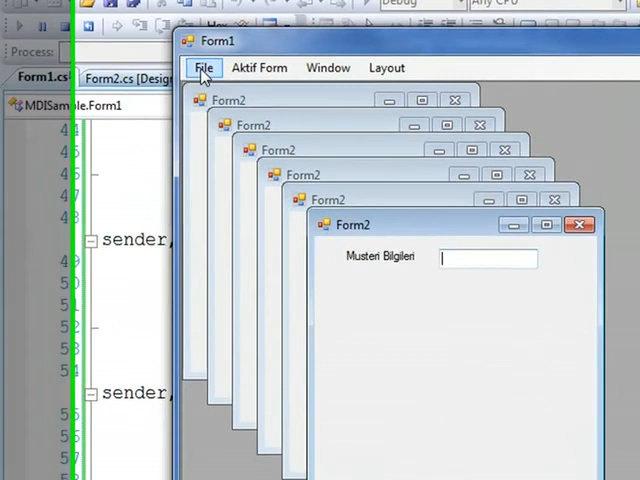 Debug
Any CPU
Form1
Process:
File Aktif Form Window Layout
Form1.cs Form2.cs [Design
Form2
MDISample.Form1
Form2
44
45
Form2
46
Form2
47
Form2
48
Form2
sender,
49
Musteri Bilgileri
50
51
52
53
54
sender,
55
56
57